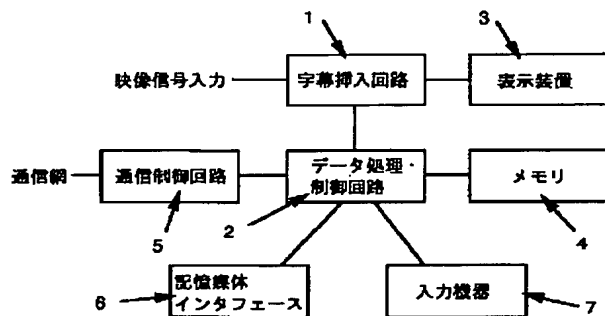 1
3
映像信号入力
字幕挿入回路
表示装置
通信網
通信制御回路
データ処理・
制御回路
メモリ
5
2
4
記憶媒体
インタフェース
入力機器
6
7